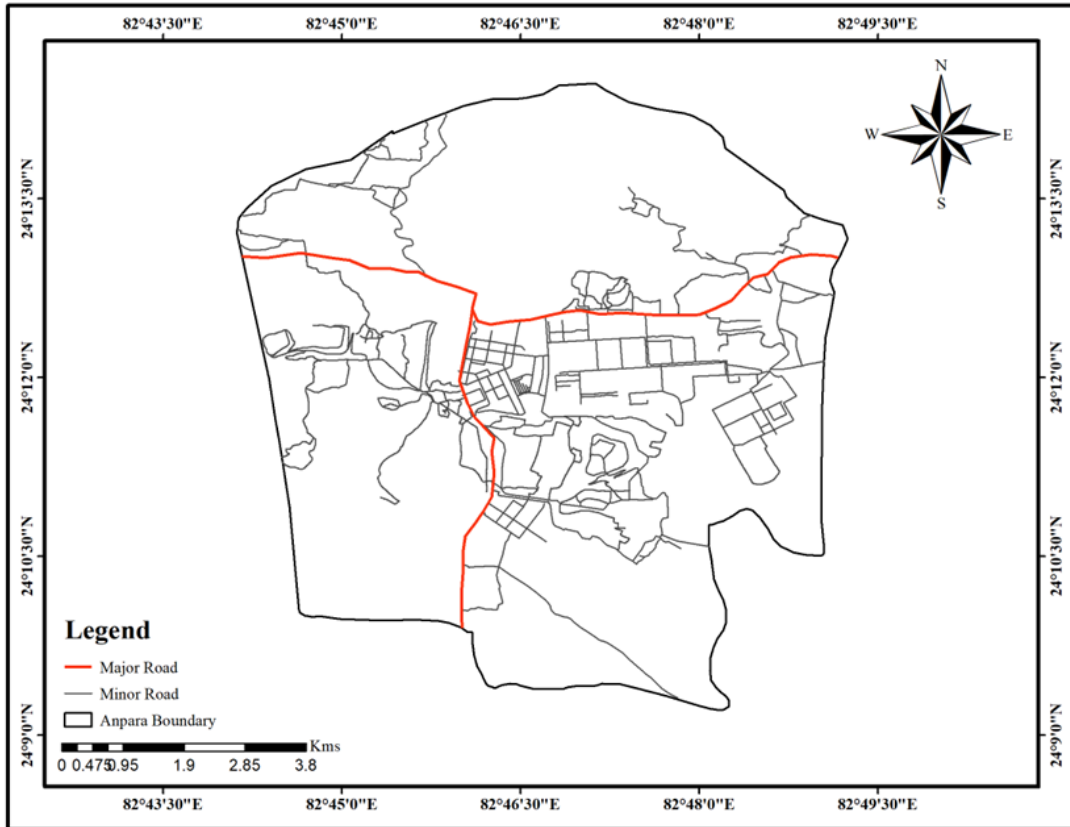 82°43'30"E 82°45'0"E 82°46'30"E 82°48'0"E 82°49'30"E
N
W E
S
24°13'30"N 24°13'30"N
24°12'0"N 24°12'0"N
24°10'30"N 24°10'30"N
24°9'0"N 24°9'0"N
Legend
Major Road
Minor Road
Anpara Boundary
Kms
0 0.475 0.95 1.9 2.85 3.8
82°43'30"E 82°45'0"E 82°46'30"E 82°48'0"E 82°49'30"E